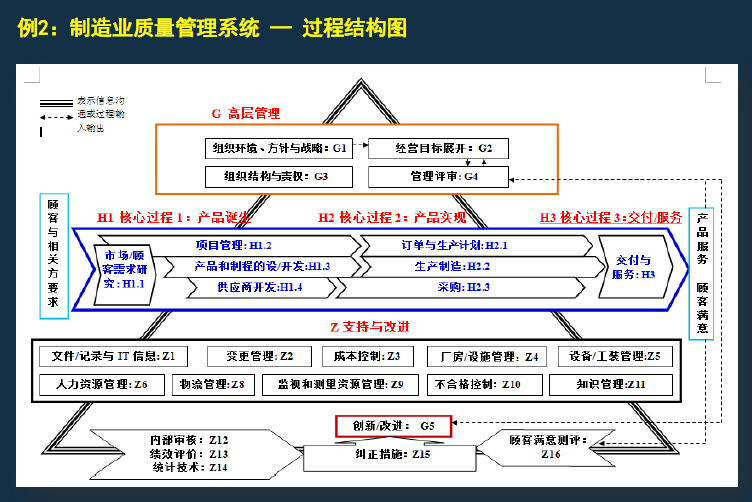 例2：制造业质量管理系统 — 过程结构图
表示信息沟
通或过程输
入输出
G 高层管理
组织环境、方针与战略：G1
经营目标展开：G2
组织结构与责权：G3
管理评审: G4
顾客与相关方要求
H1 核心过程 1：产品诞生
H2 核心过程 2：产品实现
H3 核心过程 3:交付/服务
产品服务 顾客满意
市场/顾
客需求研
究: H1.1
项目管理: H1.2
产品和制程的设/开发: H1.3
供应商开发:H1.4
订单与生产计划: H2.1
生产制造：H2.2
采购：H2.3
交付与
服务: H3
Z 支持与改进
文件/记录与 IT 信息: Z1
变更管理: Z2
成本控制: Z3
厂房/设施管理：Z4
设备/工装管理:Z5
人力资源管理: Z6
物流管理: Z8
监视和测量资源管理: Z9
不合格控制：Z10
知识管理:Z11
创新/改进： G5
内部审核：Z12
绩效评价：Z13
统计技术：Z14
纠正措施：Z15
顾客满意测评：
Z16